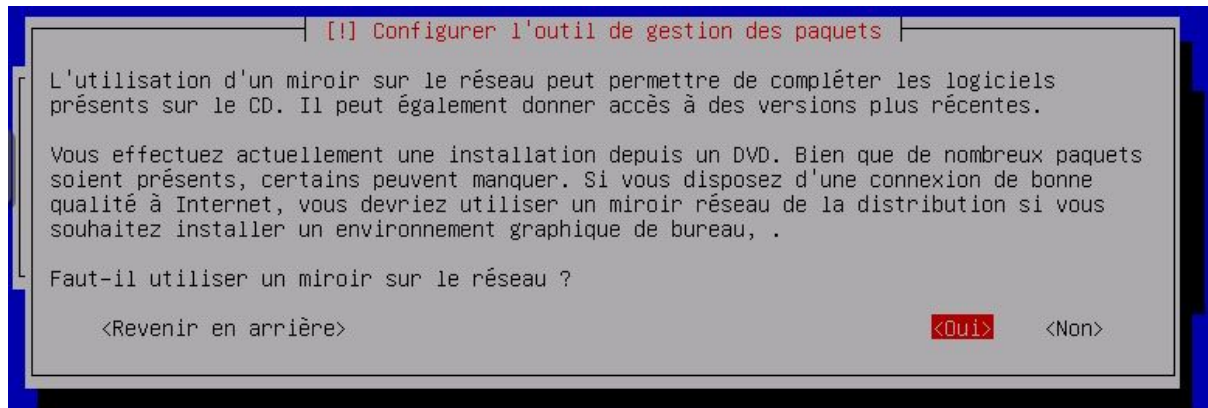 [!] Configurer l'outil de gestion des paquets
L'utilisation d'un miroir sur le réseau peut permettre de compléter les logiciels
présents sur le CD. Il peut également donner accès à des versions plus récentes.
Vous effectuez actuellement une installation depuis un DVD. Bien que de nombreux paquets
soient présents, certains peuvent manquer. Si vous disposez d'une connexion de bonne
qualité à Internet, vous devriez utiliser un miroir réseau de la distribution si vous
souhaitez installer un environnement graphique de bureau, .
Faut-il utiliser un miroir sur le réseau ?
<Revenir en arrière> <Oui> <Non>